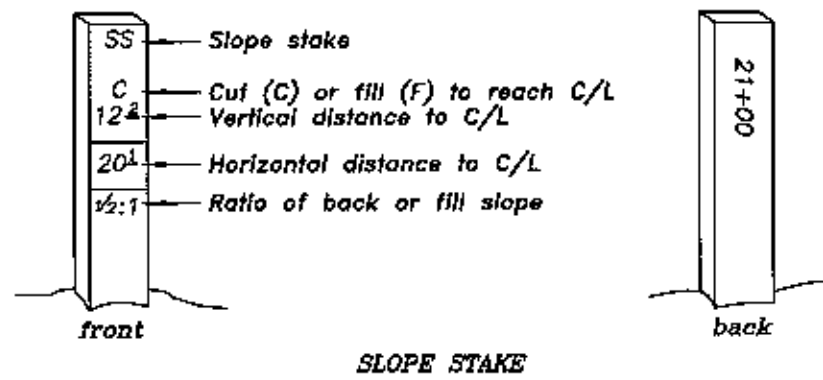 SS Slope stake
C Cut (C) or fill (F) to reach C/L
12² Vertical distance to C/L
20¹ Horizontal distance to C/L
½:1 Ratio of back or fill slope
21+00
front
back
SLOPE STAKE